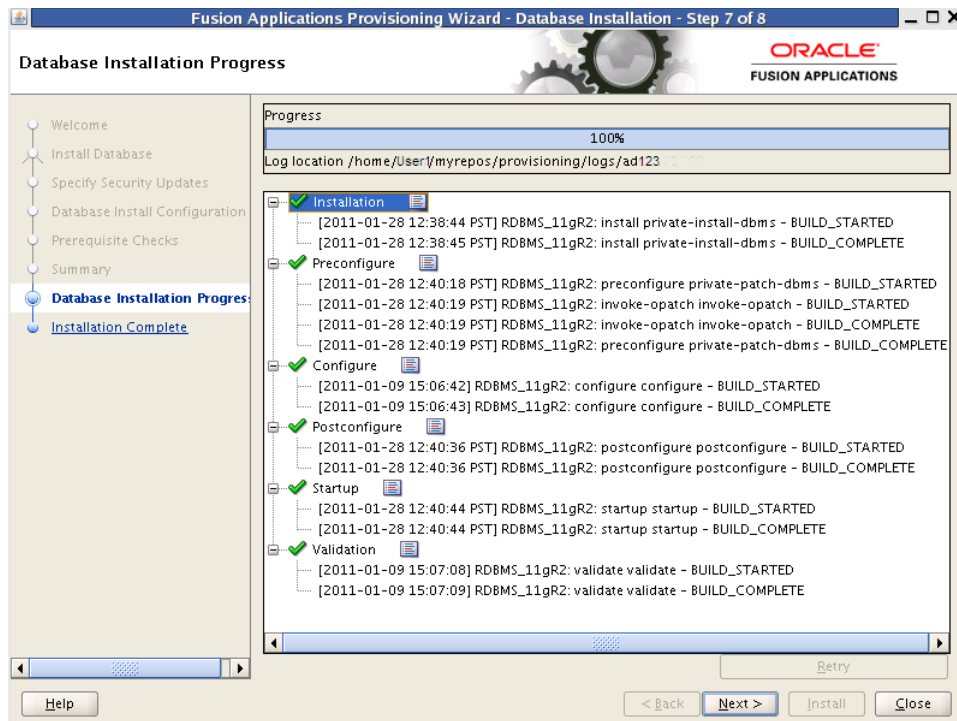 Fusion Applications Provisioning Wizard - Database Installation - Step 7 of 8
Database Installation Progress
ORACLE
FUSION APPLICATIONS
Welcome
Install Database
Specify Security Updates
Database Install Configuration
Prerequisite Checks
Summary
Database Installation Progres
Installation Complete
Progress
100%
Log location /home/User1/myrepos/provisioning/logs/ad123
Installation
[2011-01-28 12:38:44 PST] RDBMS_11gR2: install private-install-dbms - BUILD_STARTED
[2011-01-28 12:38:45 PST] RDBMS_11gR2: install private-install-dbms - BUILD_COMPLETE
Preconfigure
[2011-01-28 12:40:18 PST] RDBMS_11gR2: preconfigure private-patch-dbms - BUILD_STARTED
[2011-01-28 12:40:19 PST] RDBMS_11gR2: invoke-opatch invoke-opatch - BUILD_STARTED
[2011-01-28 12:40:19 PST] RDBMS_11gR2: invoke-opatch invoke-opatch - BUILD_COMPLETE
[2011-01-28 12:40:19 PST] RDBMS_11gR2: preconfigure private-patch-dbms - BUILD_COMPLETE
Configure
[2011-01-09 15:06:42] RDBMS_11gR2: configure configure - BUILD_STARTED
[2011-01-09 15:06:43] RDBMS_11gR2: configure configure - BUILD_COMPLETE
Postconfigure
[2011-01-28 12:40:36 PST] RDBMS_11gR2: postconfigure postconfigure - BUILD_STARTED
[2011-01-28 12:40:36 PST] RDBMS_11gR2: postconfigure postconfigure - BUILD_COMPLETE
Startup
[2011-01-28 12:40:44 PST] RDBMS_11gR2: startup startup - BUILD_STARTED
[2011-01-28 12:40:44 PST] RDBMS_11gR2: startup startup - BUILD_COMPLETE
Validation
[2011-01-09 15:07:08] RDBMS_11gR2: validate validate - BUILD_STARTED
[2011-01-09 15:07:09] RDBMS_11gR2: validate validate - BUILD_COMPLETE
Retry
Help
< Back
Next >
Install
Close